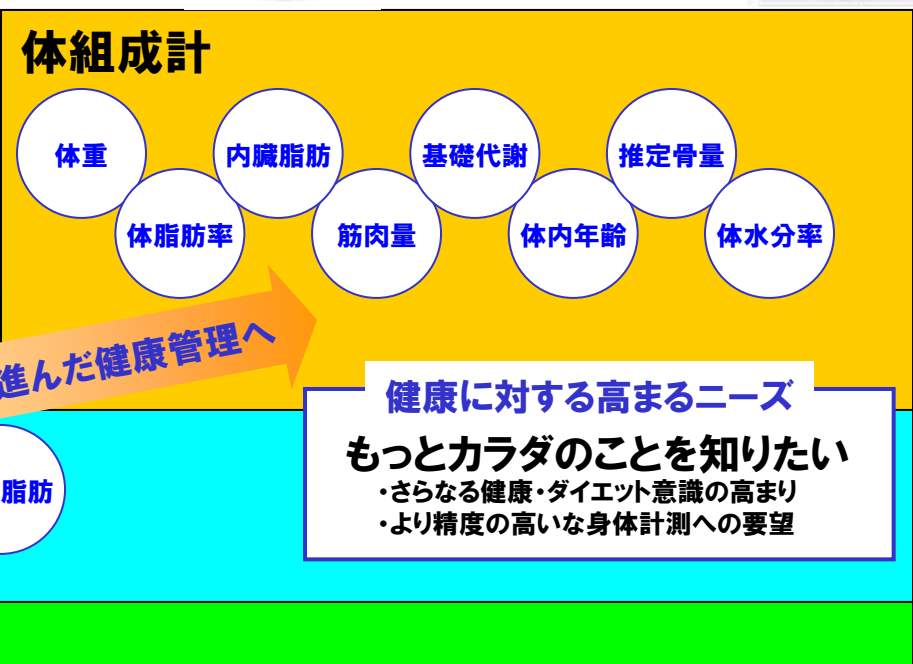 体組成計
体重
内臓脂肪
基礎代謝
推定骨量
体脂肪率
筋肉量
体内年齢
体水分率
進んだ健康管理へ
健康に対する高まるニーズ
もっとカラダのことを知りたい
・さらなる健康・ダイエット意識の高まり
・より精度の高いな身体計測への要望
脂肪